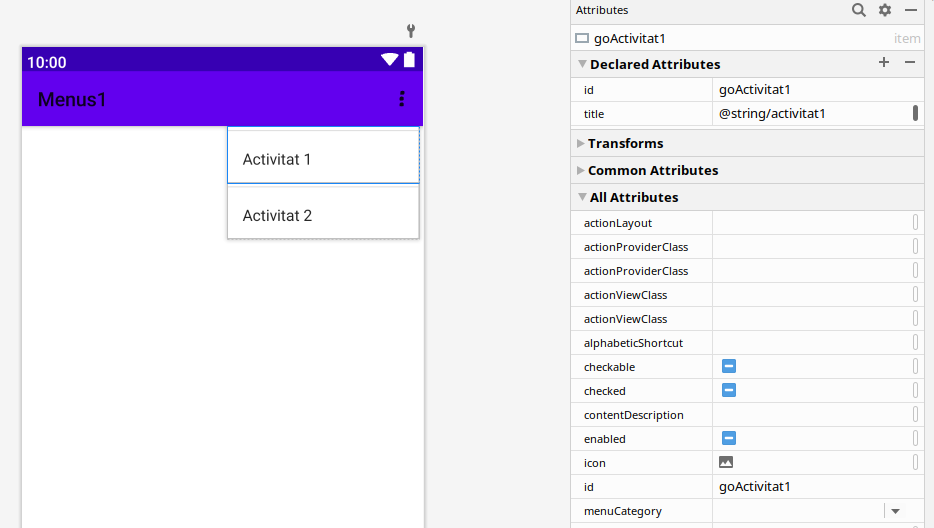 Attributes
goActivitat1 item
Declared Attributes
id goActivitat1
title @string/activitat1
Transforms
Common Attributes
All Attributes
actionLayout
actionProviderClass
actionProviderClass
actionViewClass
actionViewClass
alphabeticShortcut
checkable
checked
contentDescription
enabled
icon
id goActivitat1
menuCategory
10:00
Menus1
Activitat 1
Activitat 2